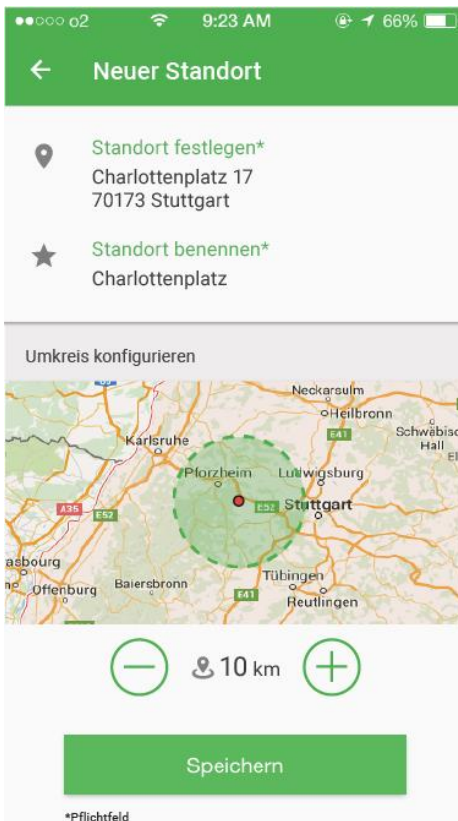 o2 9:23 AM 66%
Neuer Standort
Standort festlegen*
Charlottenplatz 17
70173 Stuttgart
Standort benennen*
Charlottenplatz
Umkreis konfigurieren
Neckarsulm
Heilbronn
E41
Schwäbisc
Hall
Karlsruhe
Pforzheim
Ludwigsburg
A35
E52
E52
Stuttgart
asbourg
Offenburg
Baiersbronn
Tübingen
E41
Reutlingen
10 km
Speichern
*Pflichtfeld